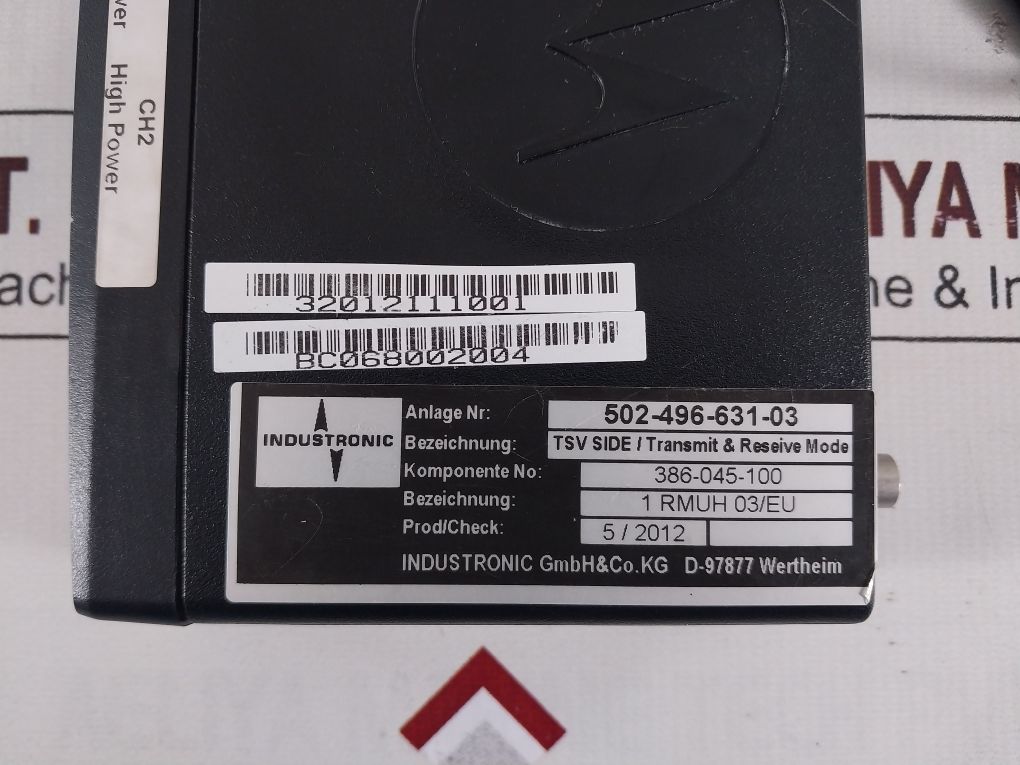 CH2
High Power
32012111001
BC068002004
INDUSTRONIC
Anlage Nr: 502-496-631-03
Bezeichnung: TSV SIDE / Transmit & Reseive Mode
Komponente No: 386-045-100
Bezeichnung: 1 RMUH 03/EU
Prod/Check: 5 / 2012
INDUSTRONIC GmbH&Co.KG D-97877 Wertheim